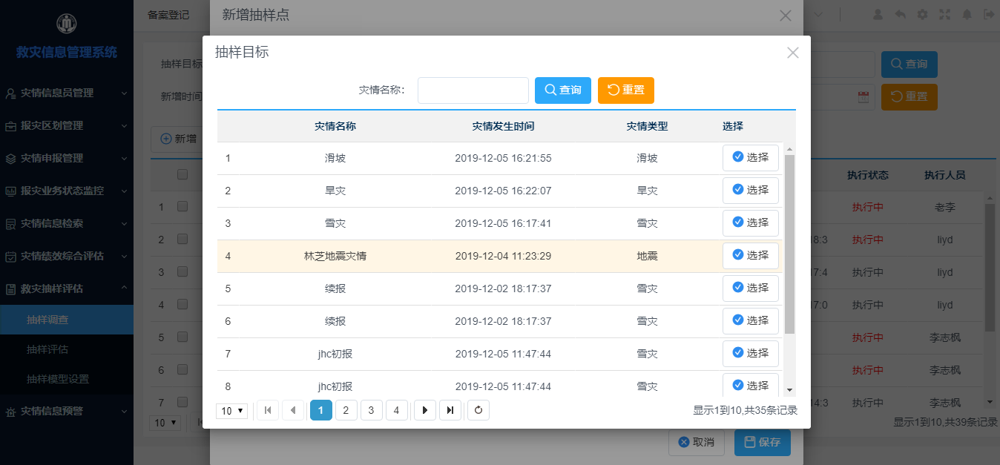 救灾信息管理系统
灾情信息员管理
报灾区划管理
灾情申报管理
报灾业务状态监控
灾情信息检索
灾情绩效综合评估
救灾抽样评估
抽样调查
抽样评估
抽样模型设置
灾情信息预警
备案登记
新增抽样点
抽样目标
查询
新增时间
重置
新增
抽样目标
灾情名称: 查询 重置
灾情名称 灾情发生时间 灾情类型 选择
1 滑坡 2019-12-05 16:21:55 滑坡 选择
2 旱灾 2019-12-05 16:22:07 旱灾 选择
3 雪灾 2019-12-05 16:17:41 雪灾 选择
4 林芝地震灾情 2019-12-04 11:23:29 地震 选择
5 续报 2019-12-02 18:17:37 雪灾 选择
6 续报 2019-12-02 18:17:37 雪灾 选择
7 jhc初报 2019-12-05 11:47:44 雪灾 选择
8 jhc初报 2019-12-05 11:47:44 雪灾 选择
10 1 2 3 4 显示1到10,共35条记录
执行状态 执行人员
1 执行中 老李
2 8:3 执行中 liyd
3 7:4 执行中 liyd
4 7:0 执行中 liyd
5 执行中 李志枫
6 执行中 李志枫
7 4:3 执行中 李志枫
10 显示1到10,共39条记录
取消 保存